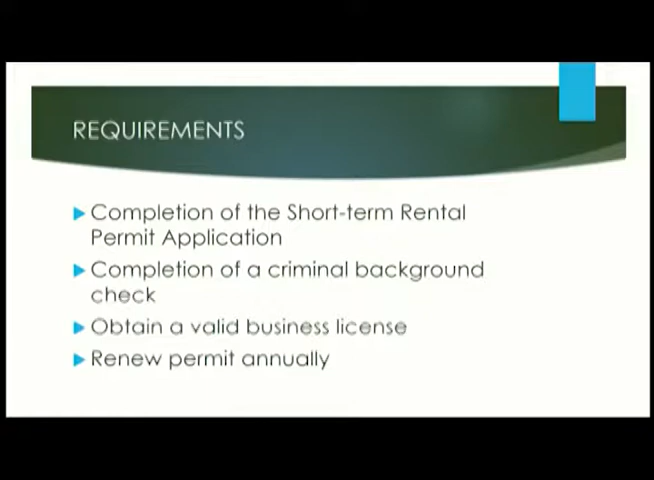 REQUIREMENTS
Completion of the Short-term Rental
Permit Application
Completion of a criminal background
check
Obtain a valid business license
Renew permit annually